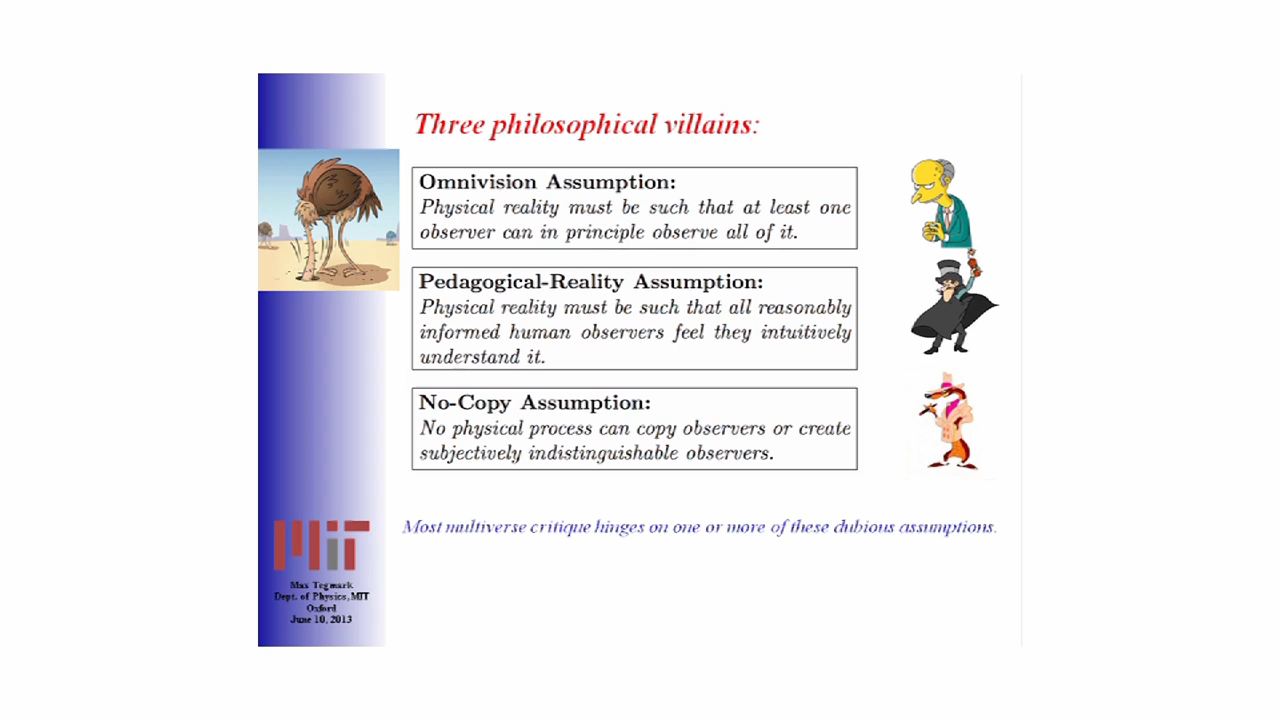 Three philosophical villains:
Omnivision Assumption:
Physical reality must be such that at least one
observer can in principle observe all of it.
Pedagogical-Reality Assumption:
Physical reality must be such that all reasonably
informed human observers feel they intuitively
understand it.
No-Copy Assumption:
No physical process can copy observers or create
subjectively indistinguishable observers.
Most multiverse critique hinges on one or more of these dubious assumptions.
MIT
Max Tegmark
Dept. of Physics, MIT
Oxford
June 10, 2013